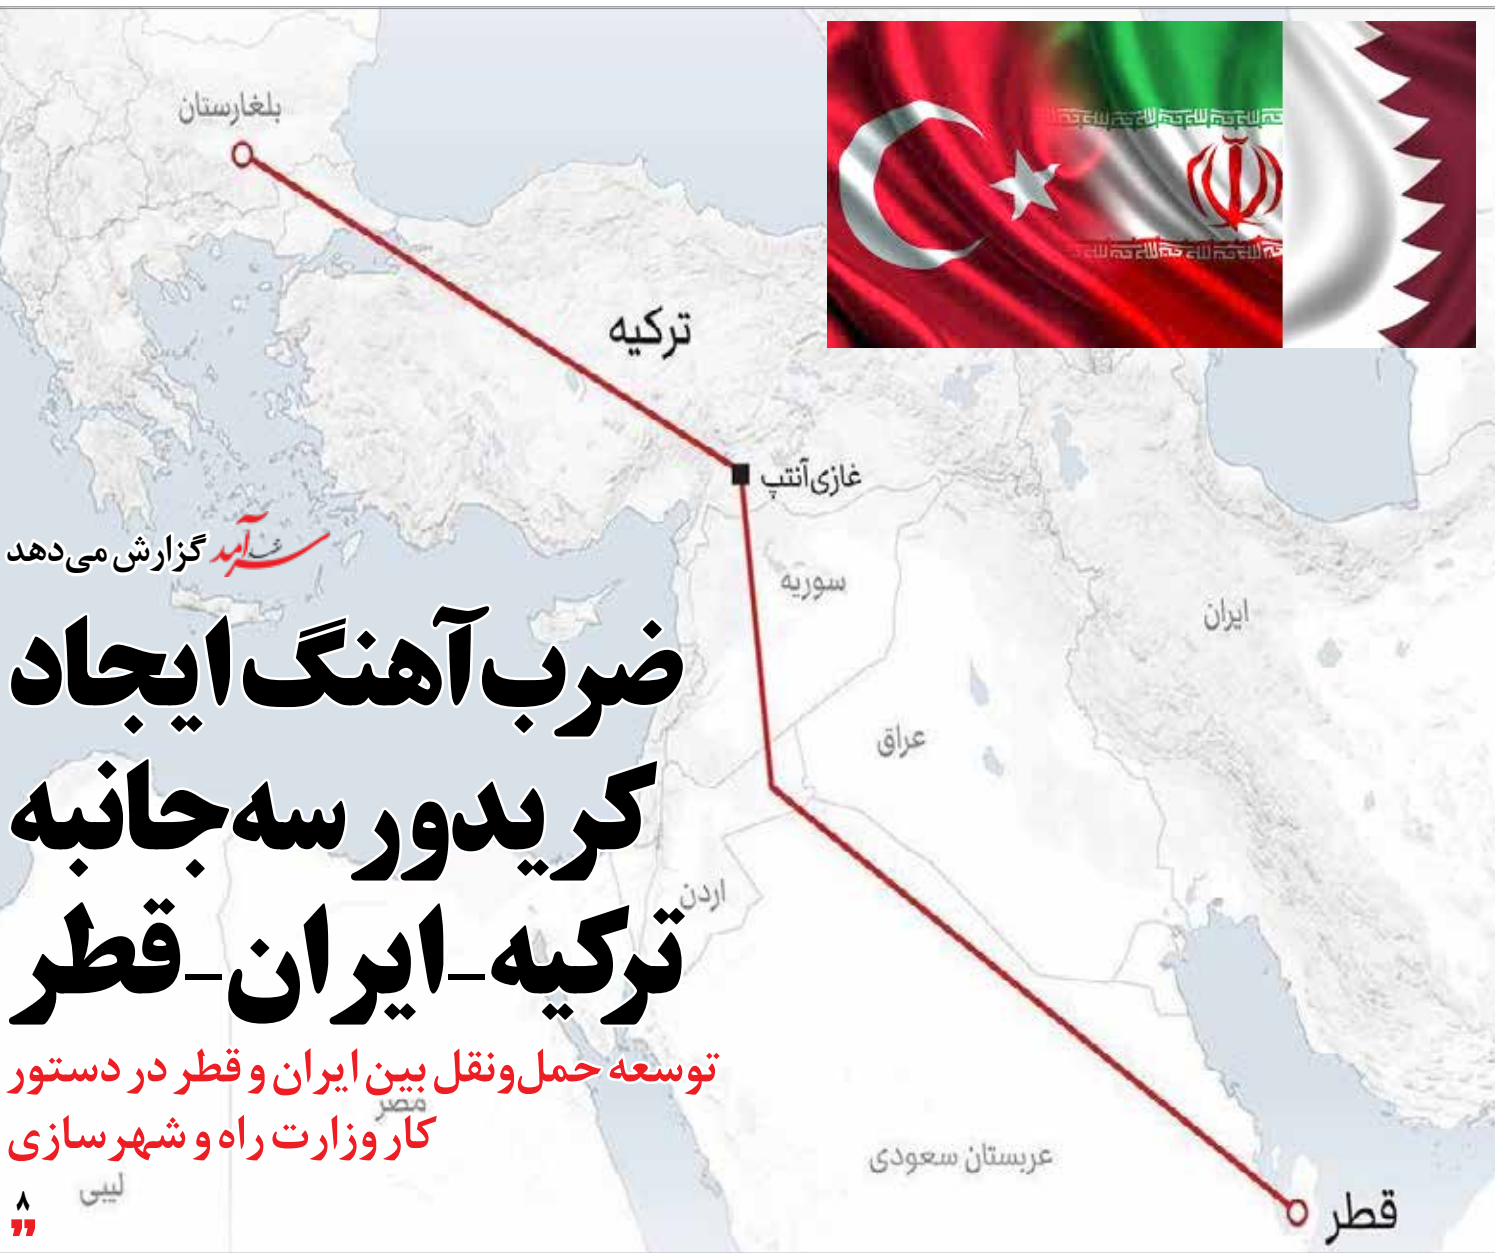 بلغارستان
ترکیه
غازی‌آنتپ
سوریه
ایران
عراق
اردن
مصر
لیبی
عربستان سعودی
قطر
سرآمد گزارش می‌دهد
ضرب‌آهنگ ایجاد
کریدور سه‌جانبه
ترکیه-ایران-قطر
توسعه حمل‌ونقل بین ایران و قطر در دستور
کار وزارت راه و شهرسازی
۸